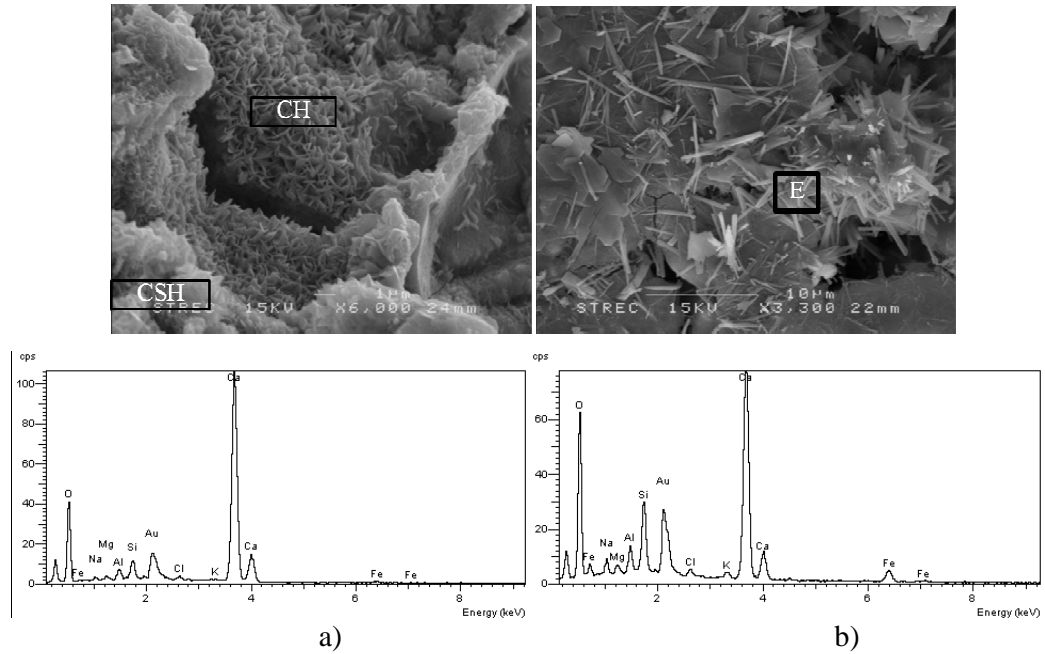 CH
CSH
STREC 15KV X6,000 1µm 24mm
E
STREC 15KV X3,300 10µm 22mm
cps
100
80
60
40
20
0
O
Fe
Na
Mg
Al
Si
Au
Cl
K
Ca
Ca
Fe
Fe
2
4
6
8
Energy (keV)
a)
cps
60
40
20
0
O
Fe
Na
Mg
Al
Si
Au
Cl
K
Ca
Ca
Fe
Fe
2
4
6
8
Energy (keV)
b)